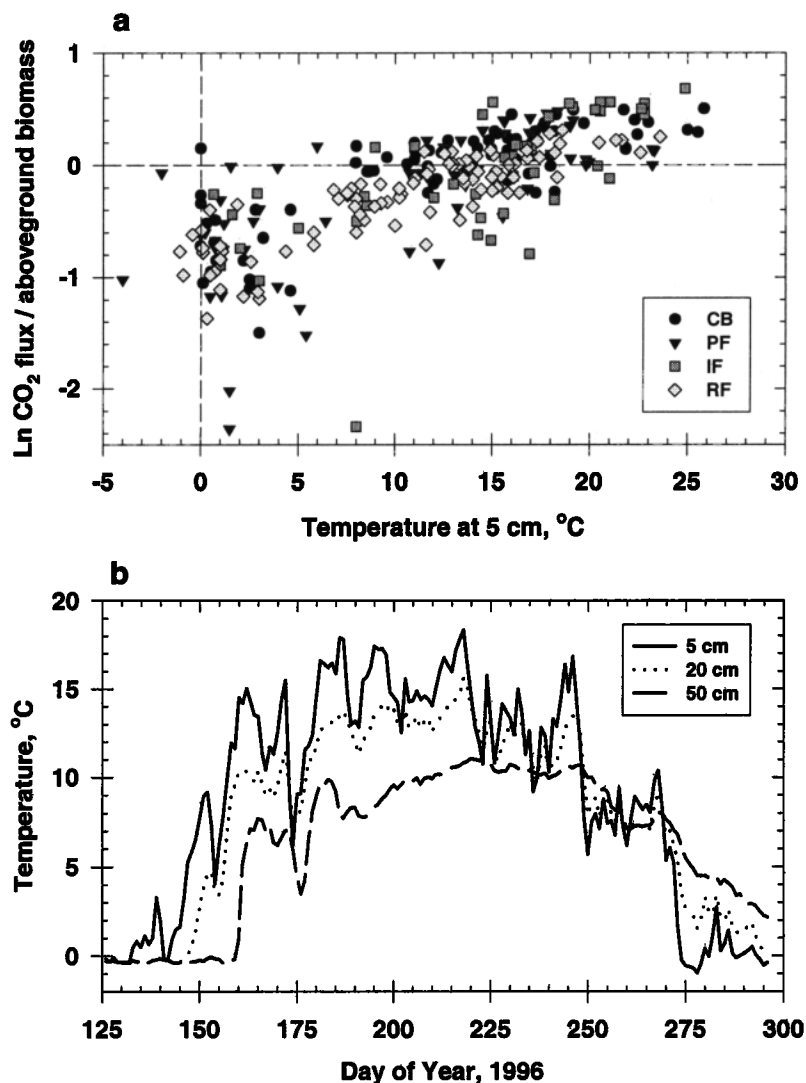 a
Ln CO2 flux / aboveground biomass
1
0
-1
-2
CB
PF
IF
RF
-5 0 5 10 15 20 25 30
Temperature at 5 cm, °C
b
Temperature, °C
20
15
10
5
0
5 cm
20 cm
50 cm
125 150 175 200 225 250 275 300
Day of Year, 1996